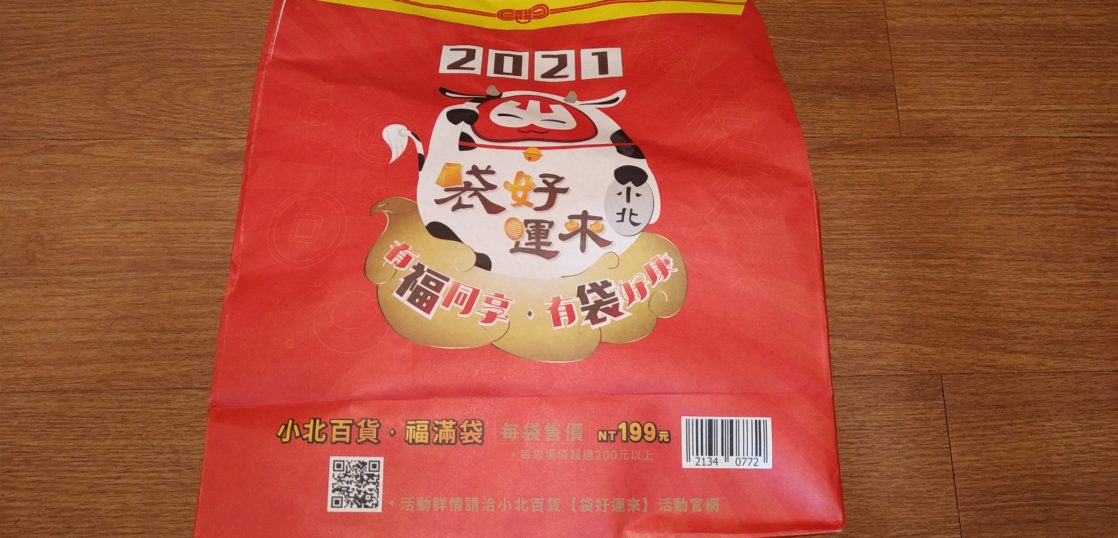 2021
袋好
運來
小北
有福同享·有袋好康
小北百貨·福滿袋 每袋售價 NT199元
·每袋價值超過200元以上
2134 0772
·活動詳情請洽小北百貨【袋好運來】活動官網